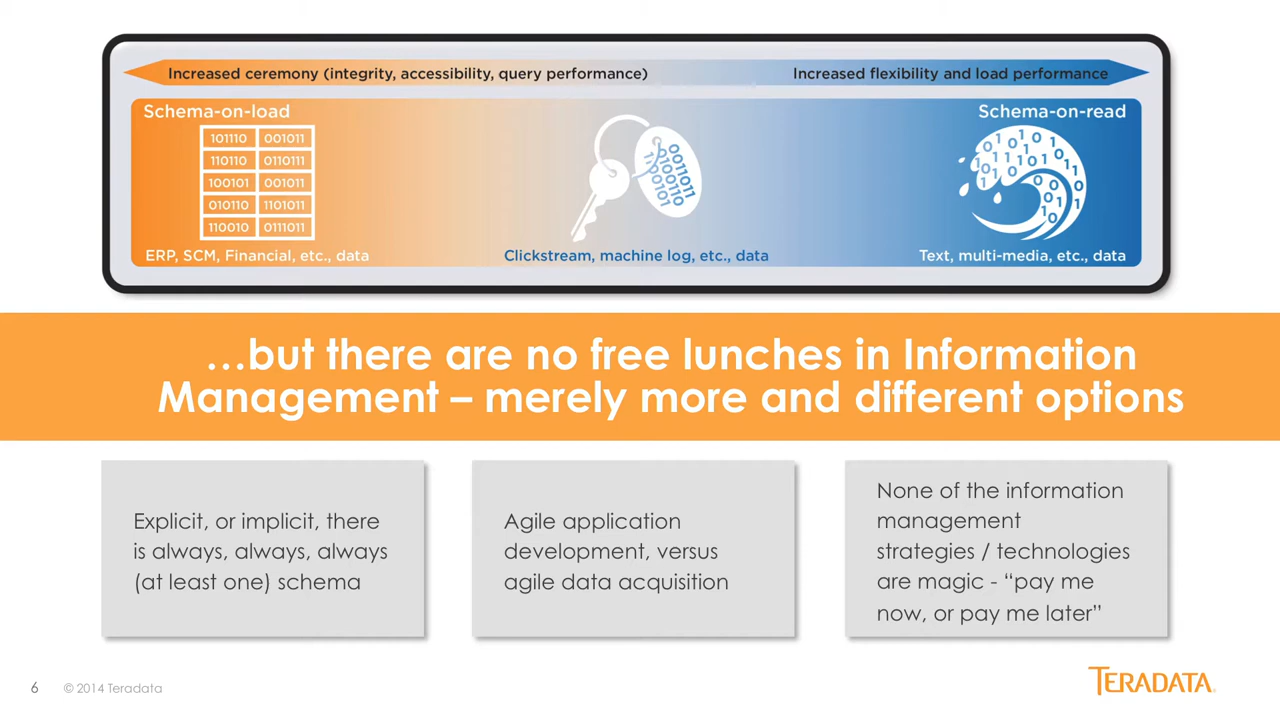 Increased ceremony (integrity, accessibility, query performance)
Increased flexibility and load performance
Schema-on-load
Schema-on-read
101110 001011
110110 0110111
100101 001011
010110 1101011
110010 0111011
0011011
0100110
1100101
ERP, SCM, Financial, etc., data
Clickstream, machine log, etc., data
Text, multi-media, etc., data
…but there are no free lunches in Information
Management – merely more and different options
Explicit, or implicit, there
is always, always, always
(at least one) schema
Agile application
development, versus
agile data acquisition
None of the information
management
strategies / technologies
are magic - “pay me
now, or pay me later”
6
© 2014 Teradata
TERADATA